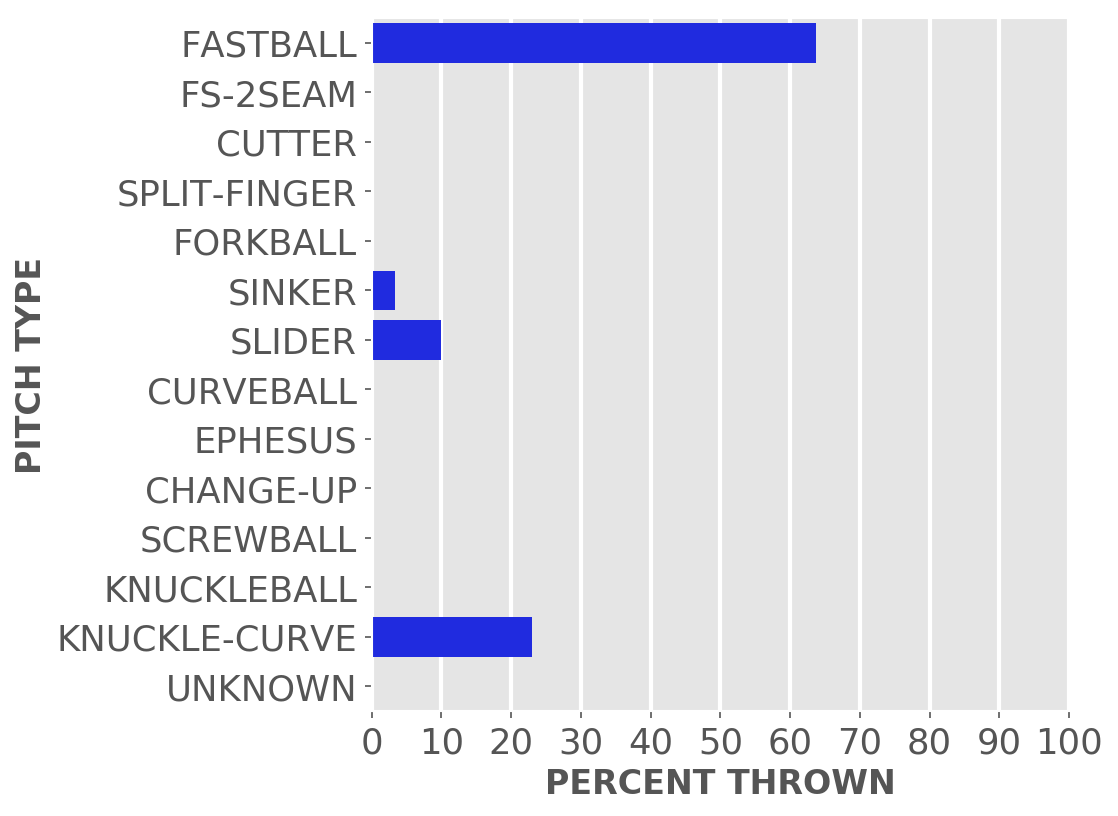 FASTBALL
FS-2SEAM
CUTTER
SPLIT-FINGER
FORKBALL
SINKER
SLIDER
CURVEBALL
EPHESUS
CHANGE-UP
SCREWBALL
KNUCKLEBALL
KNUCKLE-CURVE
UNKNOWN
PITCH TYPE
0 10 20 30 40 50 60 70 80 90 100
PERCENT THROWN